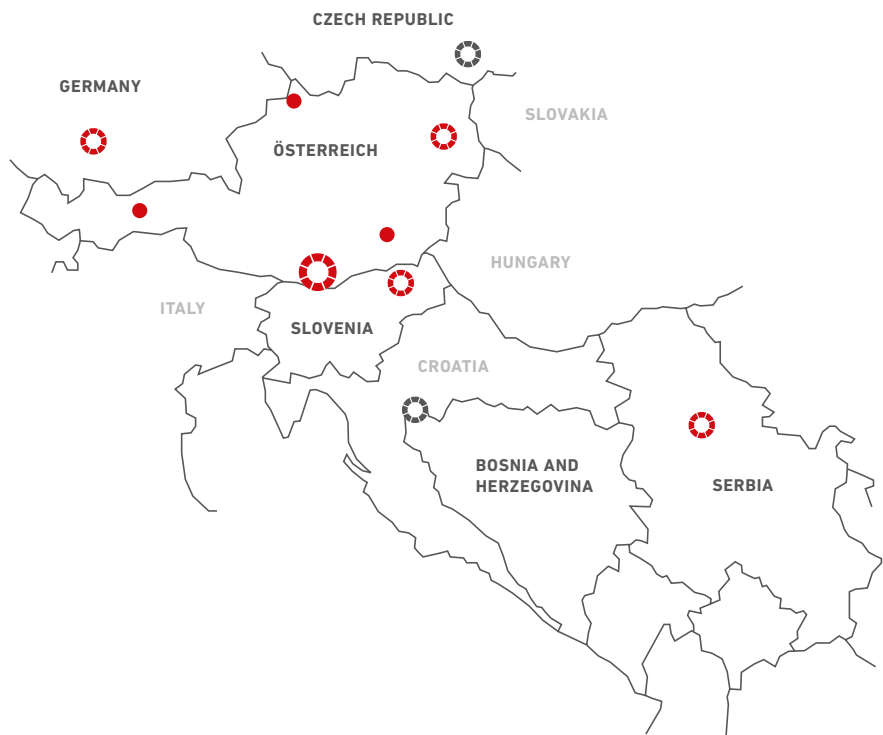 CZECH REPUBLIC
GERMANY
SLOVAKIA
ÖSTERREICH
HUNGARY
ITALY
SLOVENIA
CROATIA
BOSNIA AND
HERZEGOVINA
SERBIA